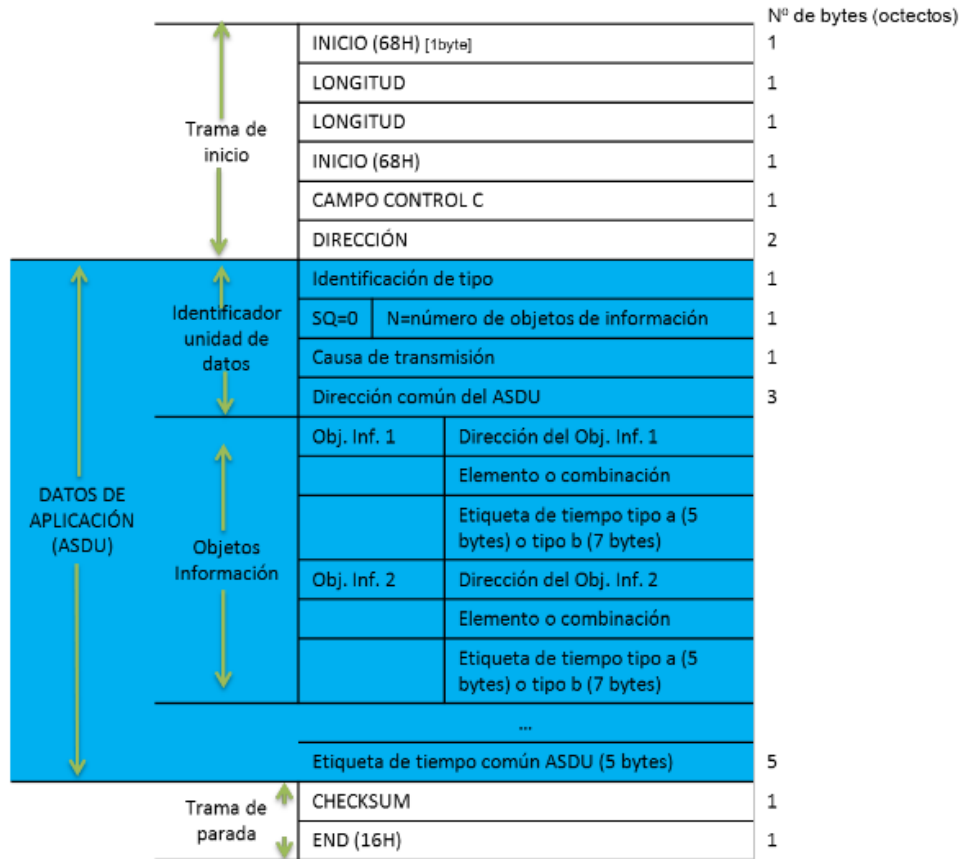 Nº de bytes (octectos)
INICIO (68H) [1byte] 1
LONGITUD 1
LONGITUD 1
Trama de
inicio
INICIO (68H) 1
CAMPO CONTROL C 1
DIRECCIÓN 2
Identificación de tipo 1
Identificador
unidad de
datos
SQ=0 N=número de objetos de información 1
Causa de transmisión 1
Dirección común del ASDU 3
DATOS DE
APLICACIÓN
(ASDU)
Objetos
Información
Obj. Inf. 1 Dirección del Obj. Inf. 1
Elemento o combinación
Etiqueta de tiempo tipo a (5
bytes) o tipo b (7 bytes)
Obj. Inf. 2 Dirección del Obj. Inf. 2
Elemento o combinación
Etiqueta de tiempo tipo a (5
bytes) o tipo b (7 bytes)
...
Etiqueta de tiempo común ASDU (5 bytes) 5
Trama de
parada
CHECKSUM 1
END (16H) 1